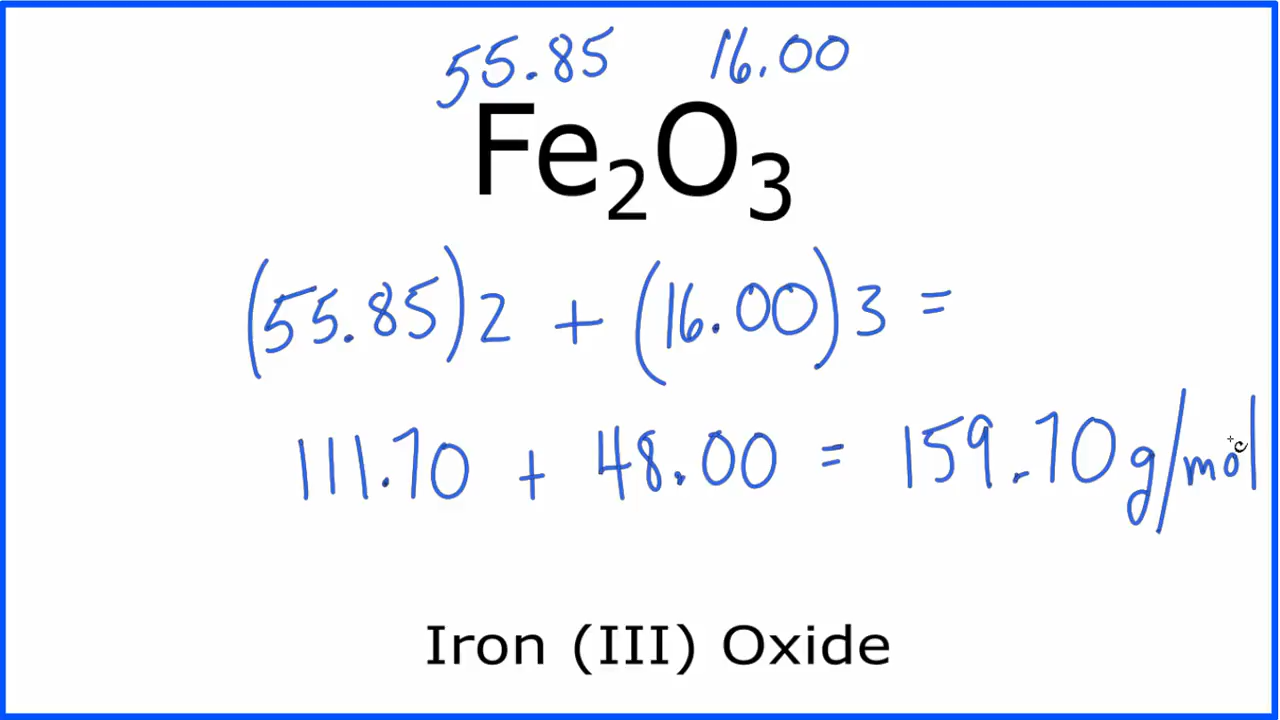 55.85 16.00
Fe₂O₃
(55.85)2 + (16.00)3 =
111.70 + 48.00 = 159.70 g/mol
Iron (III) Oxide